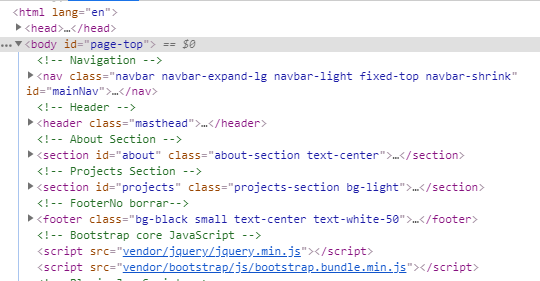 <html lang="en">
<head>…</head>
<body id="page-top"> == $0
<!-- Navigation -->
<nav class="navbar navbar-expand-lg navbar-light fixed-top navbar-shrink"
id="mainNav">…</nav>
<!-- Header -->
<header class="masthead">…</header>
<!-- About Section -->
<section id="about" class="about-section text-center">…</section>
<!-- Projects Section -->
<section id="projects" class="projects-section bg-light">…</section>
<!-- FooterNo borrar-->
<footer class="bg-black small text-center text-white-50">…</footer>
<!-- Bootstrap core JavaScript -->
<script src="vendor/jquery/jquery.min.js"></script>
<script src="vendor/bootstrap/js/bootstrap.bundle.min.js"></script>